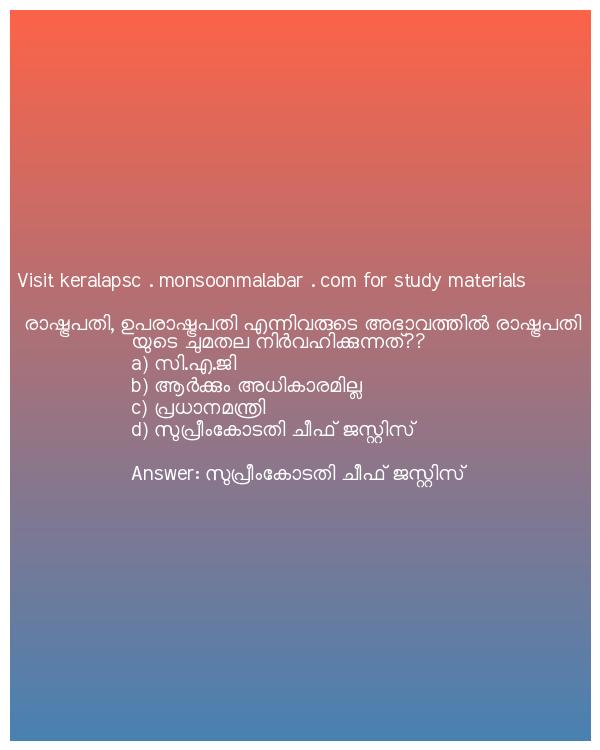 Visit keralapsc . monsoonmalabar . com for study materials
രാഷ്ട്രപതി, ഉപരാഷ്ട്രപതി എന്നിവരുടെ അഭാവത്തിൽ രാഷ്ട്രപതി
യുടെ ചുമതല നിർവഹിക്കുന്നത്??
a) സി.എ.ജി
b) ആർക്കും അധികാരമില്ല
c) പ്രധാനമന്ത്രി
d) സുപ്രീംകോടതി ചീഫ് ജസ്റ്റിസ്
Answer: സുപ്രീംകോടതി ചീഫ് ജസ്റ്റിസ്